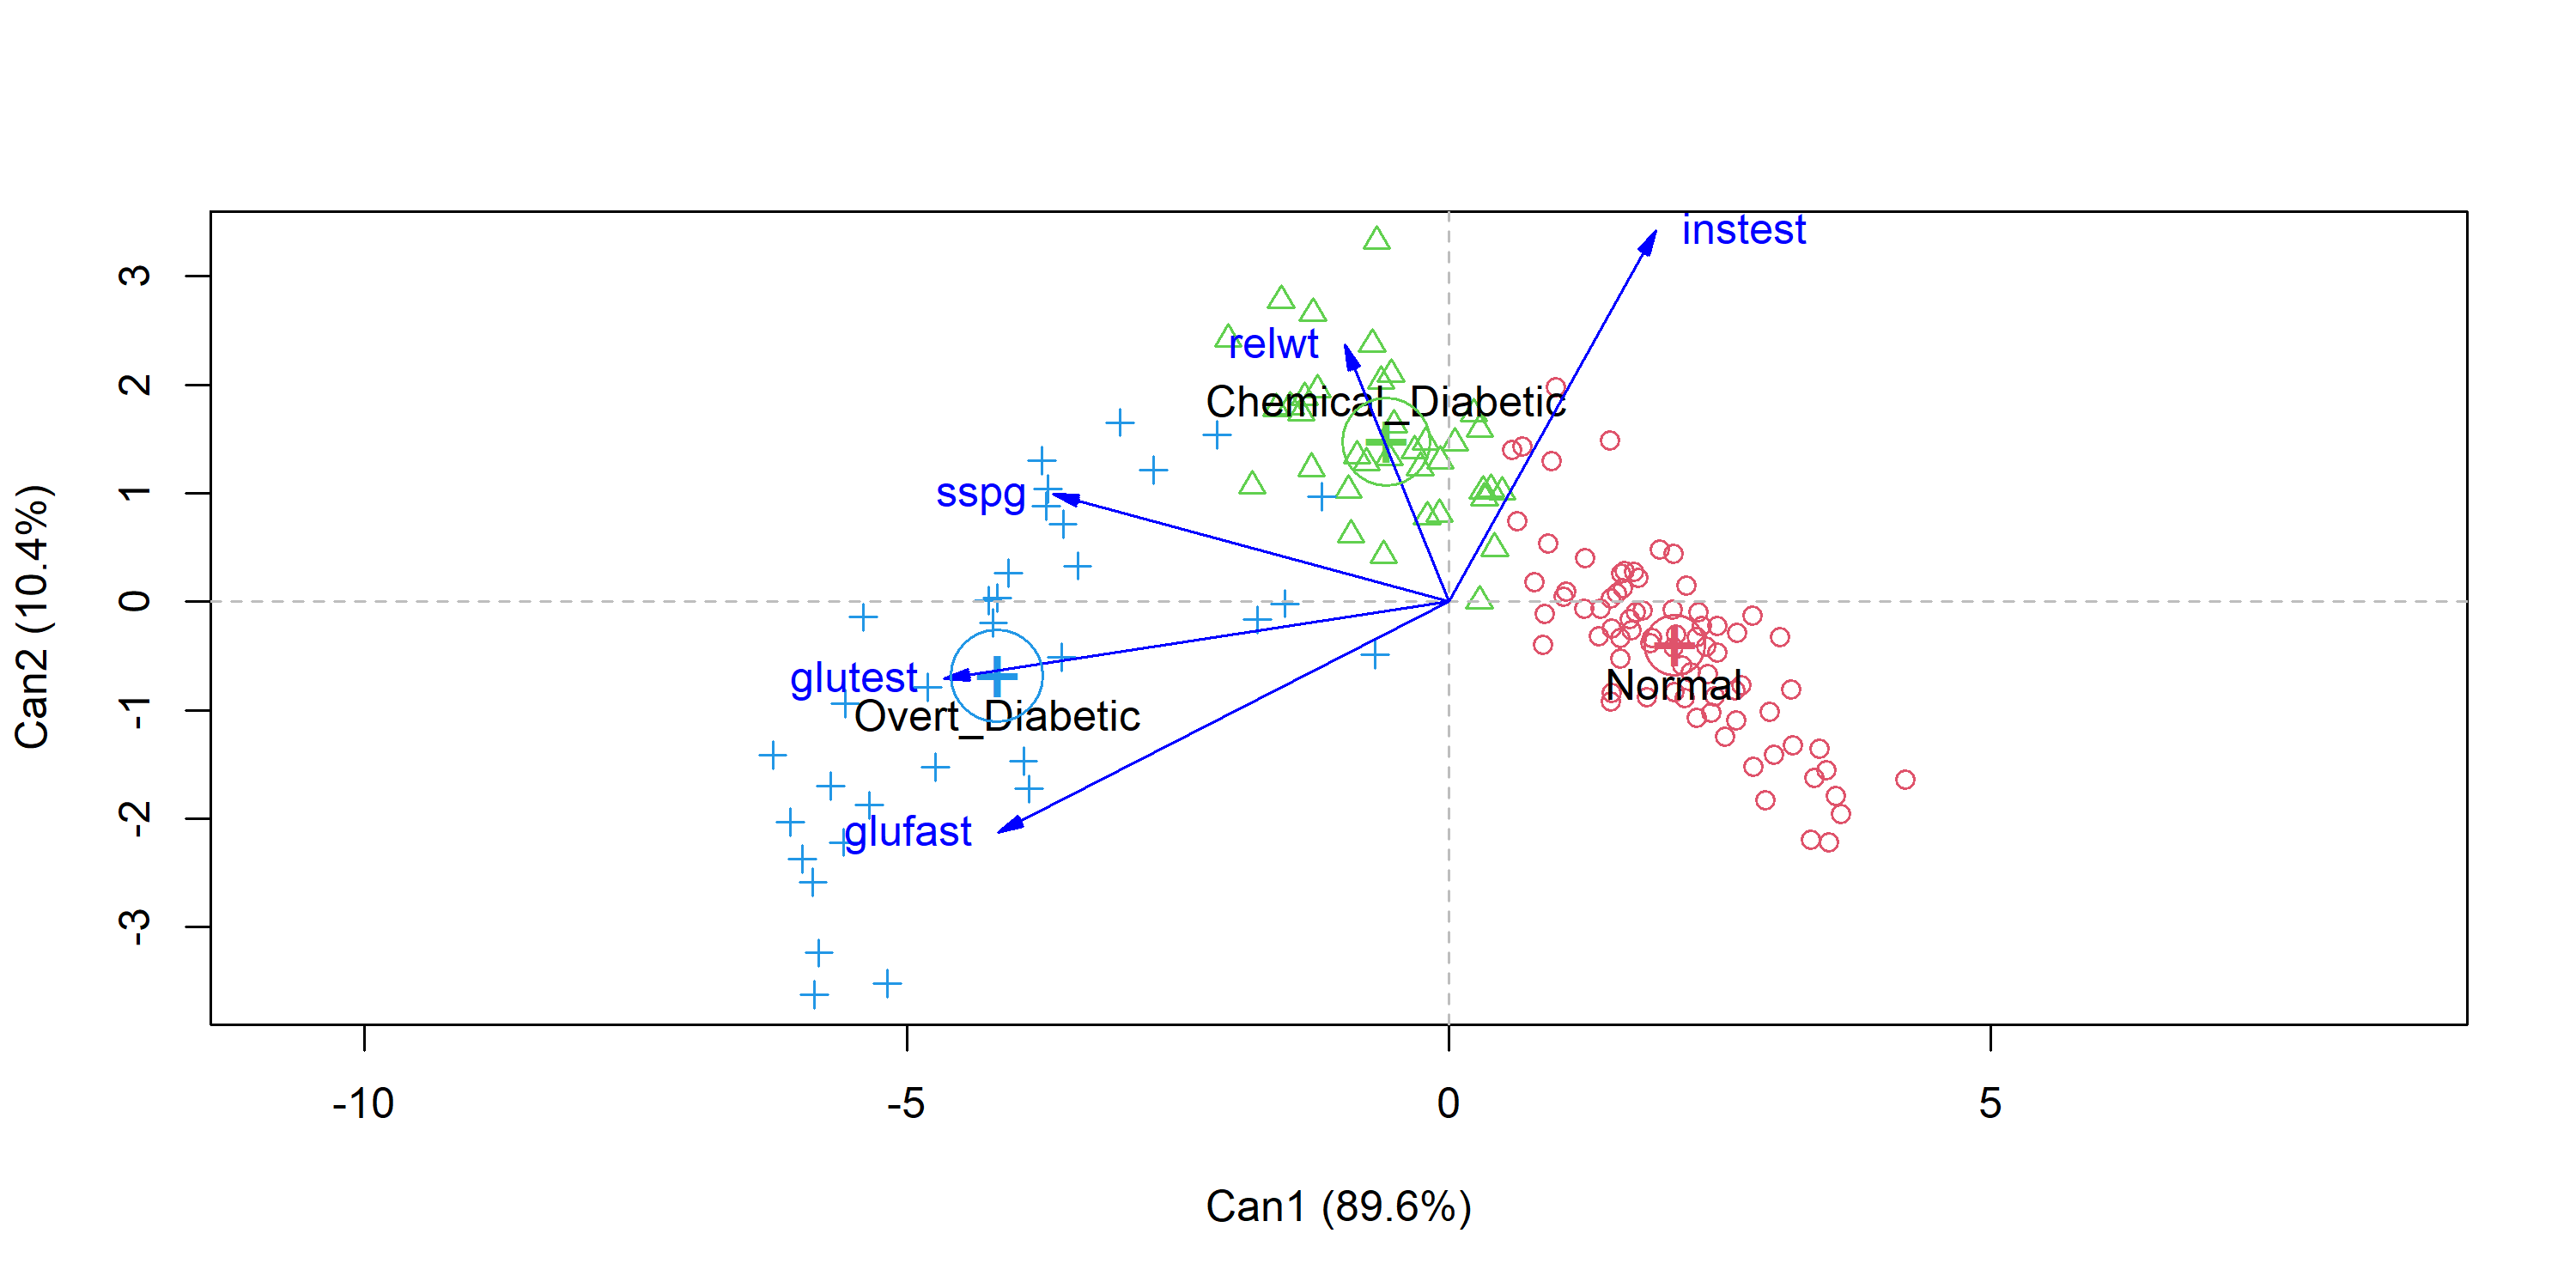 instest
relwt
Chemical_Diabetic
sspg
glutest
Overt_Diabetic
Normal
glufast
3
2
1
0
-1
-2
-3
Can2 (10.4%)
-10
-5
0
5
Can1 (89.6%)